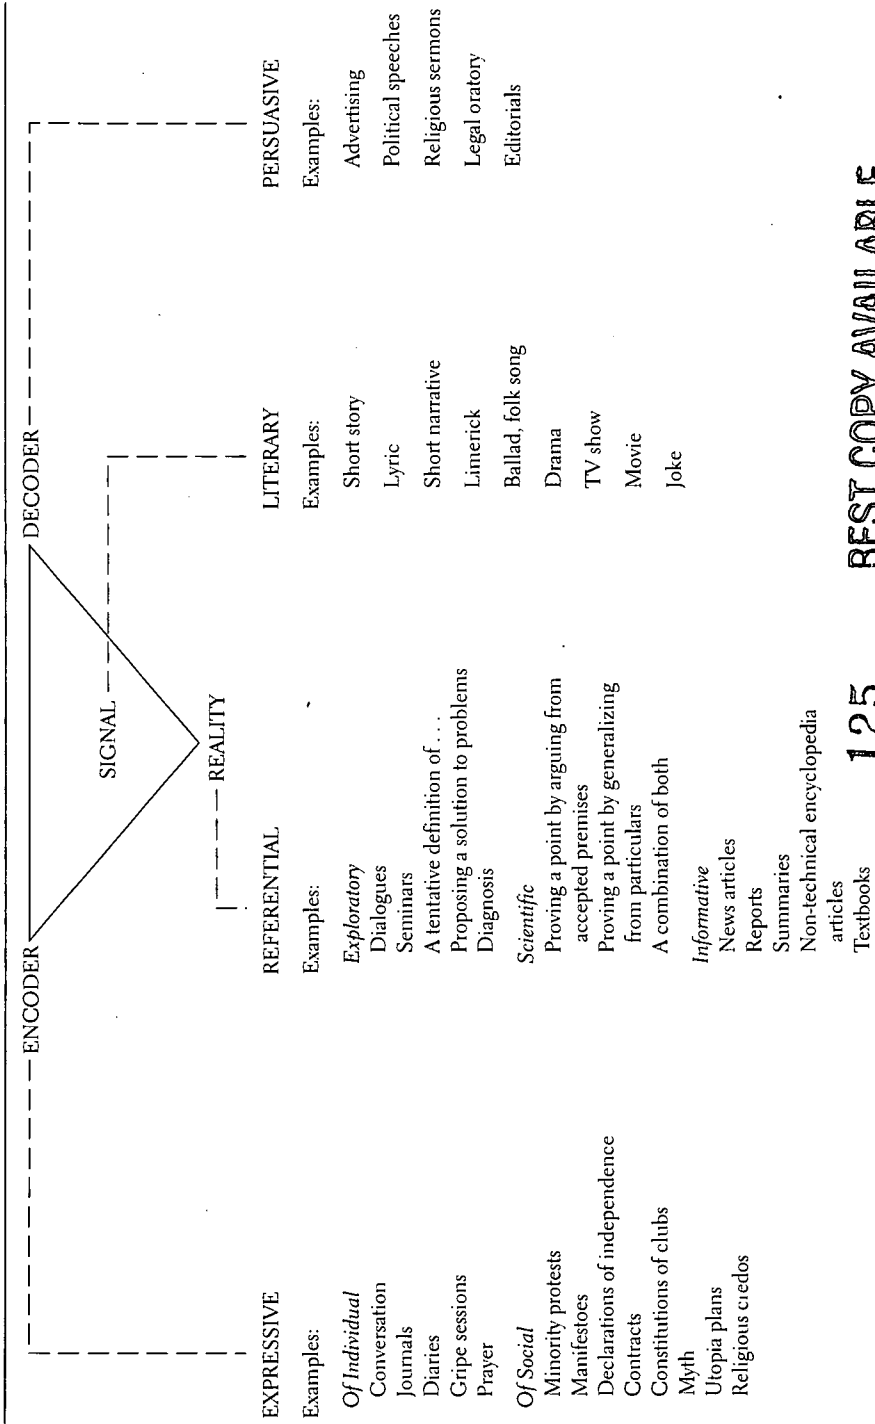 ENCODER
DECODER
SIGNAL
REALITY
EXPRESSIVE
Examples:
Of Individual
Conversation
Journals
Diaries
Gripe sessions
Prayer
Of Social
Minority protests
Manifestoes
Declarations of independence
Contracts
Constitutions of clubs
Myth
Utopia plans
Religious credos
REFERENTIAL
Examples:
Exploratory
Dialogues
Seminars
A tentative definition of . . .
Proposing a solution to problems
Diagnosis
Scientific
Proving a point by arguing from
accepted premises
Proving a point by generalizing
from particulars
A combination of both
Informative
News articles
Reports
Summaries
Non-technical encyclopedia
articles
Textbooks
LITERARY
Examples:
Short story
Lyric
Short narrative
Limerick
Ballad, folk song
Drama
TV show
Movie
Joke
PERSUASIVE
Examples:
Advertising
Political speeches
Religious sermons
Legal oratory
Editorials
125 BEST COPY AVAILABLE